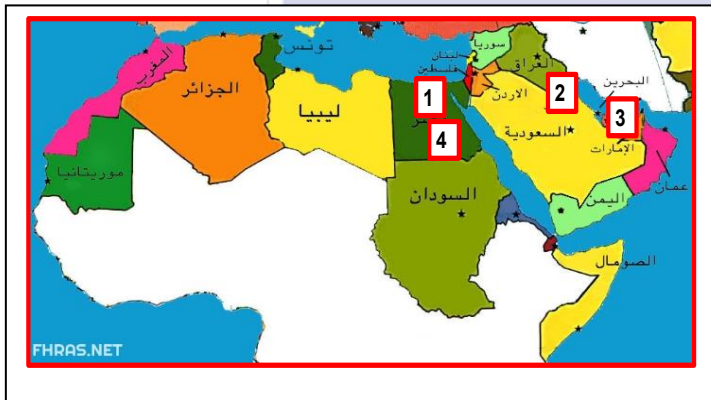 تونس
المغرب
الجزائر
ليبيا
موريتانيا
السودان
سوريا
لبنان
فلسطين
العراق
الاردن
البحرين
السعودية
الإمارات
عمان
اليمن
الصومال
1
2
3
4
FHRAS.NET